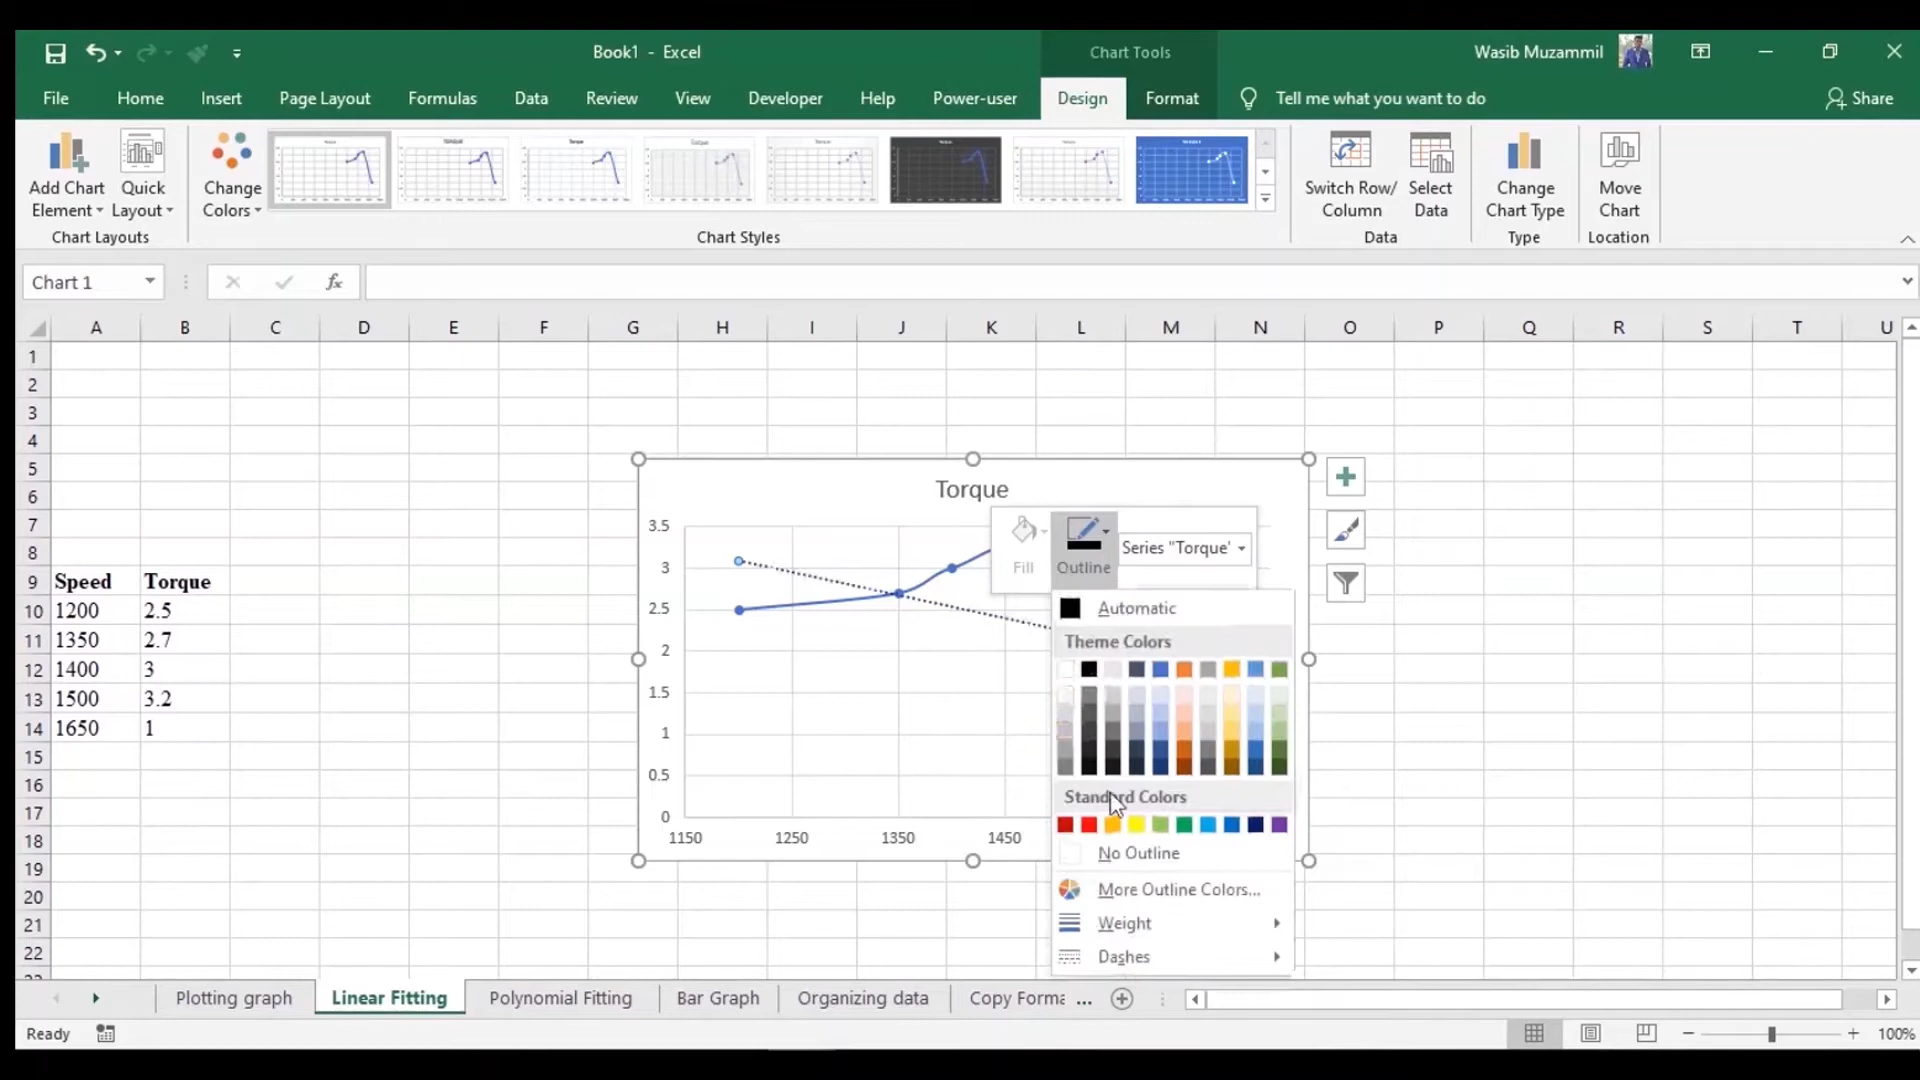 Book1 - Excel
Chart Tools
Wasib Muzammil
File Home Insert Page Layout Formulas Data Review View Developer Help Power-user Design Format Tell me what you want to do Share
Add Chart Element
Quick Layout
Change Colors
Switch Row/ Column
Select Data
Change Chart Type
Move Chart
Chart Layouts
Chart Styles
Data
Type
Location
Chart 1
fx
A B C D E F G H I J K L M N O P Q R S T U
1
2
3
4
5
6
7
8
9 Speed Torque
10 1200 2.5
11 1350 2.7
12 1400 3
13 1500 3.2
14 1650 1
15
16
17
18
19
20
21
22
Torque
3.5
3
2.5
2
1.5
1
0.5
0
1150 1250 1350 1450
Fill
Outline
Series "Torque'
Automatic
Theme Colors
Standard Colors
No Outline
More Outline Colors...
Weight
Dashes
Plotting graph Linear Fitting Polynomial Fitting Bar Graph Organizing data Copy Forma ...
Ready
100%